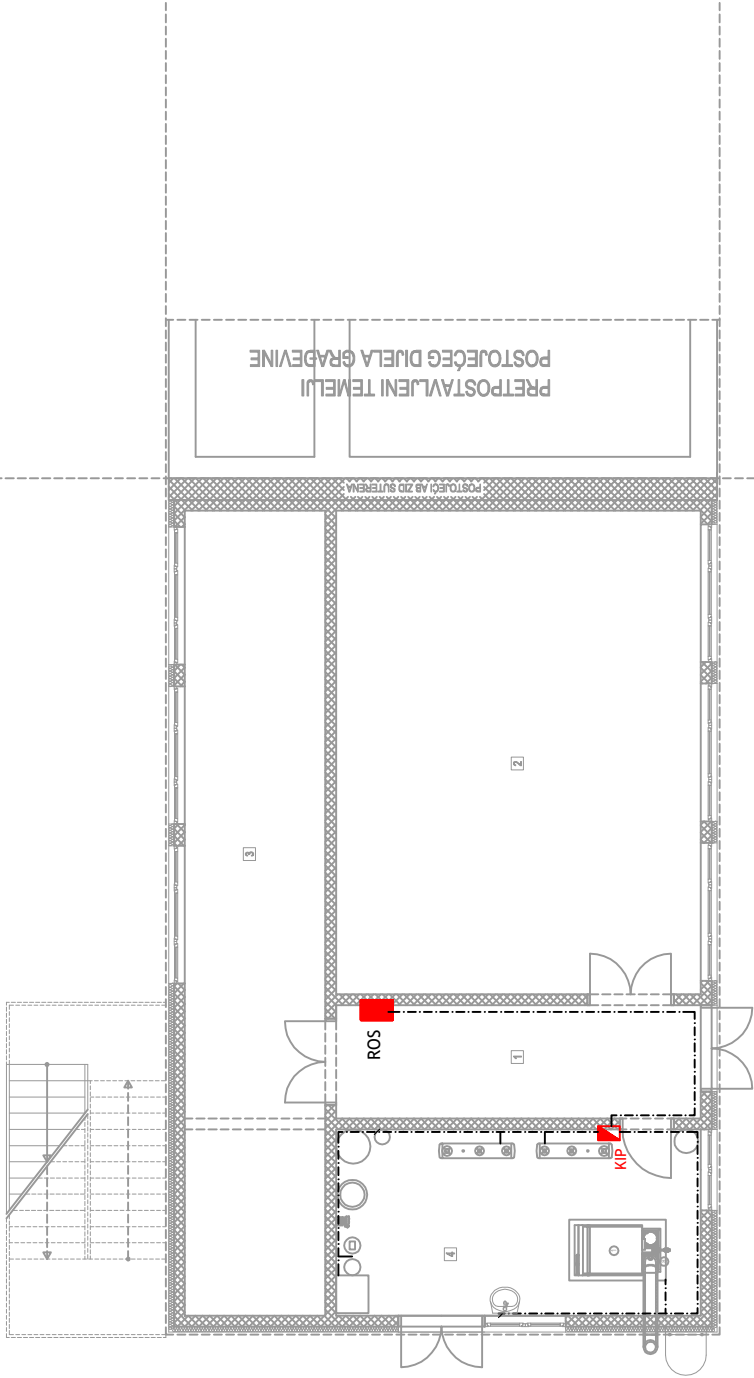 PRETPOSTAVLJENI TEMELJI
POSTOJEĆEG DIJELA GRAĐEVINE
POSTOJEĆI AB ZID SUTERENA
2
3
ROS
1
KIP
4